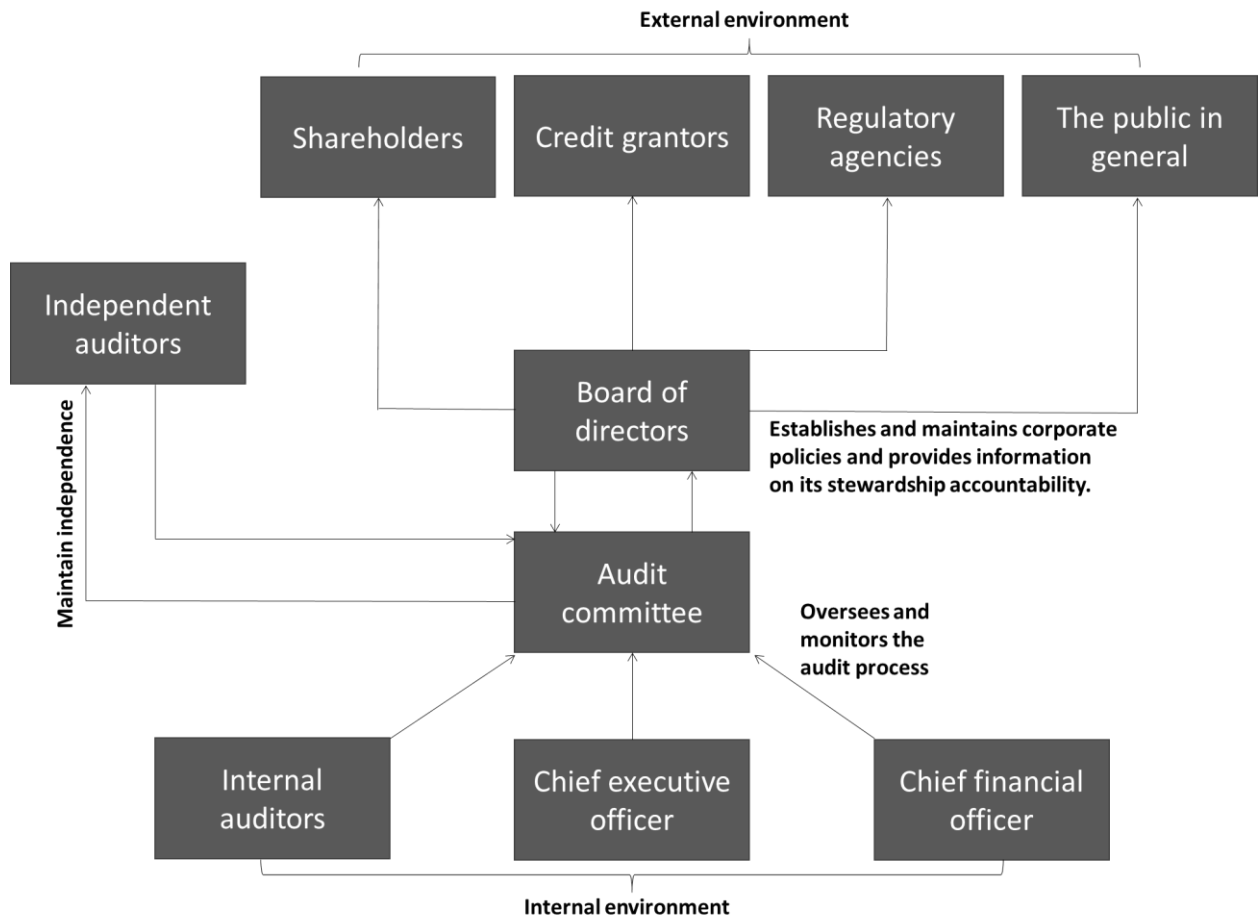 External environment
Shareholders
Credit grantors
Regulatory
agencies
The public in
general
Independent
auditors
Maintain independence
Board of
directors
Establishes and maintains corporate
policies and provides information
on its stewardship accountability.
Audit
committee
Oversees and
monitors the
audit process
Internal
auditors
Chief executive
officer
Chief financial
officer
Internal environment